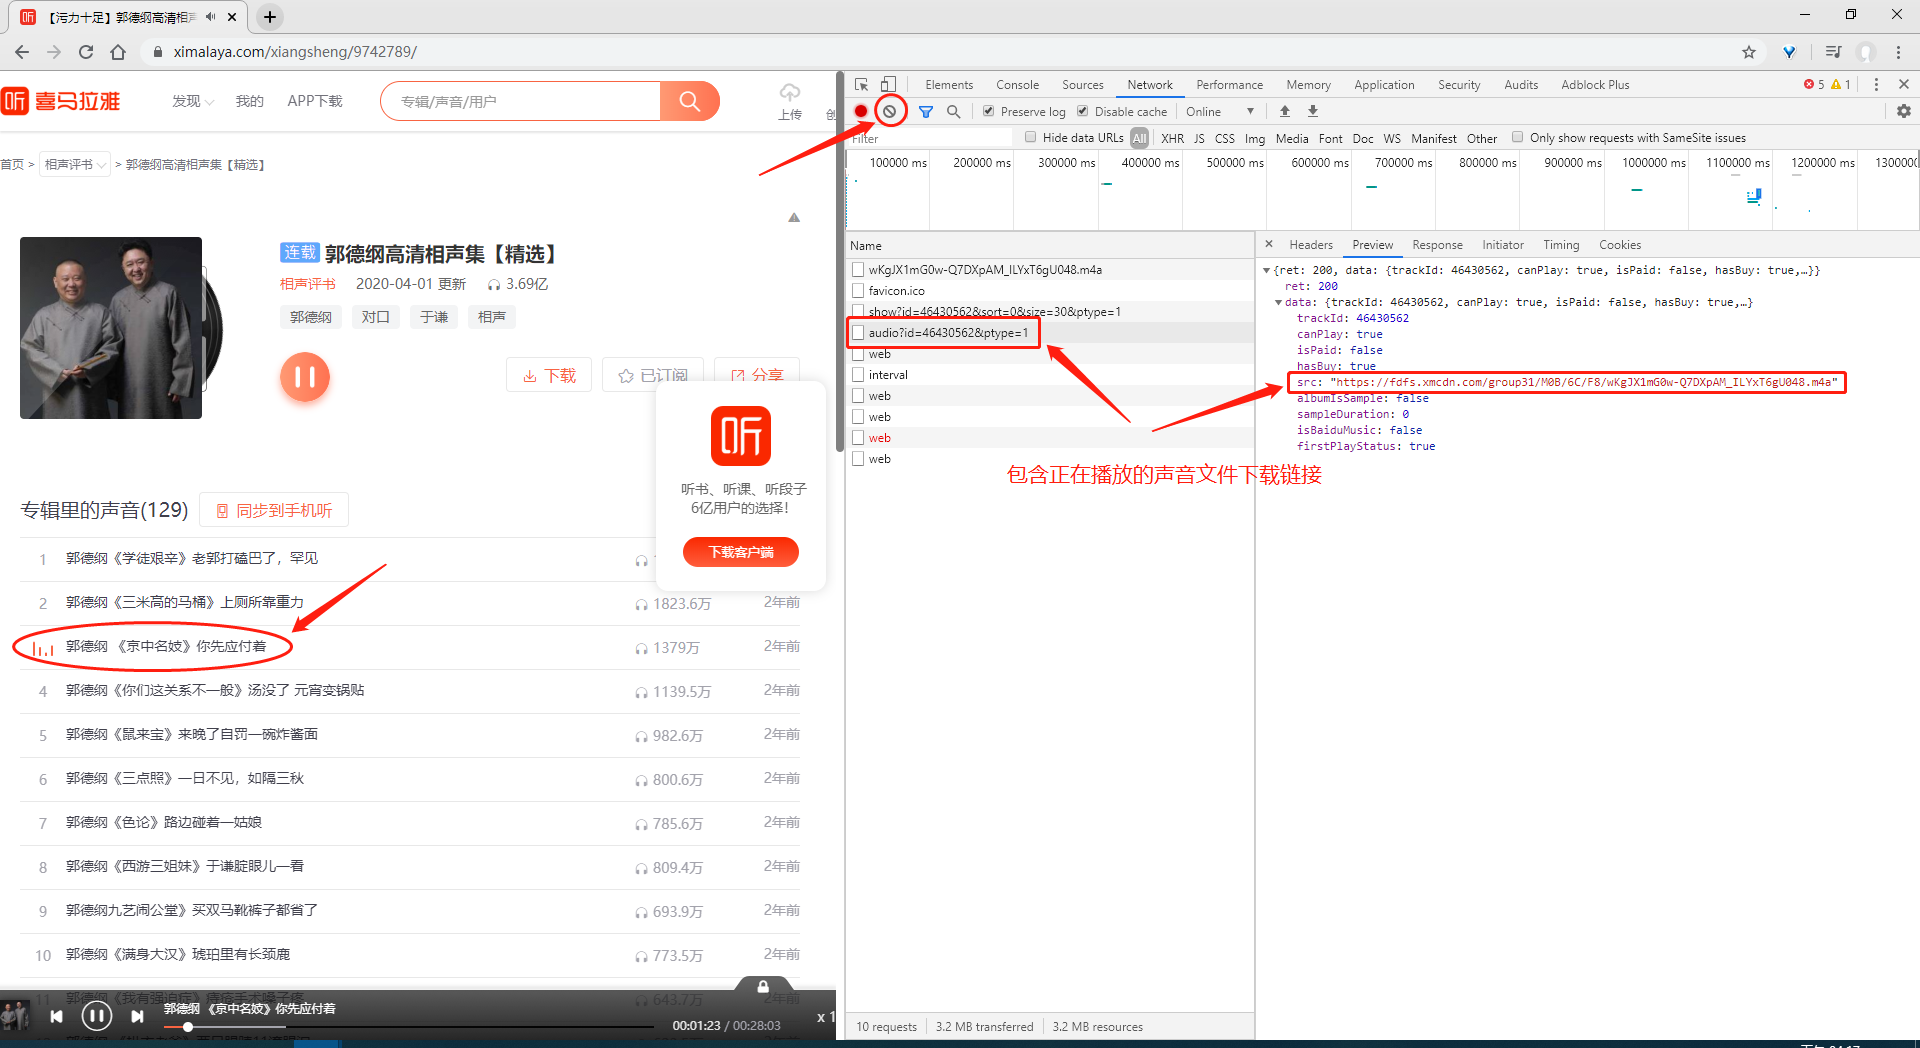 【污力十足】郭德纲高清相声
ximalaya.com/xiangsheng/9742789/
听 喜马拉雅
发现
我的
APP下载
专辑/声音/用户
上传
首页 > 相声评书 > 郭德纲高清相声集【精选】
连载 郭德纲高清相声集【精选】
相声评书 2020-04-01 更新 3.69亿
郭德纲 对口 于谦 相声
下载 已订阅 分享
听
听书、听课、听段子
6亿用户的选择！
下载客户端
专辑里的声音(129) 同步到手机听
1 郭德纲《学徒艰辛》老郭打磕巴了，罕见
2 郭德纲《三米高的马桶》上厕所靠重力 1823.6万 2年前
郭德纲 《京中名妓》你先应付着 1379万 2年前
4 郭德纲《你们这关系不一般》汤没了 元宵变锅贴 1139.5万 2年前
5 郭德纲《鼠来宝》来晚了自罚一碗炸酱面 982.6万 2年前
6 郭德纲《三点照》一日不见，如隔三秋 800.6万 2年前
7 郭德纲《色论》路边碰着一姑娘 785.6万 2年前
8 郭德纲《西游三姐妹》于谦腚眼儿一看 809.4万 2年前
9 郭德纲九艺闹公堂》买双马靴裤子都省了 693.9万 2年前
10 郭德纲《满身大汉》琥珀里有长颈鹿 773.5万 2年前
11 643.7万 2年前
郭德纲 《京中名妓》你先应付着
00:01:23 / 00:28:03
x 1
Elements Console Sources Network Performance Memory Application Security Audits Adblock Plus 5 1
Preserve log Disable cache Online
Filter Hide data URLs All XHR JS CSS Img Media Font Doc WS Manifest Other Only show requests with SameSite issues
100000 ms 200000 ms 300000 ms 400000 ms 500000 ms 600000 ms 700000 ms 800000 ms 900000 ms 1000000 ms 1100000 ms 1200000 ms
Name
wKgJX1mG0w-Q7DXpAM_ILYxT6gU048.m4a
favicon.ico
show?id=46430562&sort=0&size=30&ptype=1
audio?id=46430562&ptype=1
web
interval
web
web
web
web
10 requests 3.2 MB transferred 3.2 MB resources
Headers Preview Response Initiator Timing Cookies
{ret: 200, data: {trackId: 46430562, canPlay: true, isPaid: false, hasBuy: true,…}}
ret: 200
data: {trackId: 46430562, canPlay: true, isPaid: false, hasBuy: true,…}
trackId: 46430562
canPlay: true
isPaid: false
hasBuy: true
src: "https://fdfs.xmcdn.com/group31/M0B/6C/F8/wKgJX1mG0w-Q7DXpAM_ILYxT6gU048.m4a"
albumIsSample: false
sampleDuration: 0
isBaiduMusic: false
firstPlayStatus: true
包含正在播放的声音文件下载链接